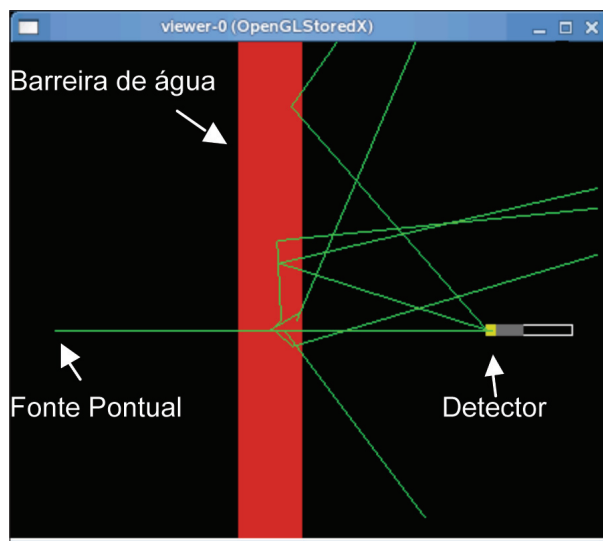 viewer-0 (OpenGLStoredX)
Barreira de água
Fonte Pontual
Detector